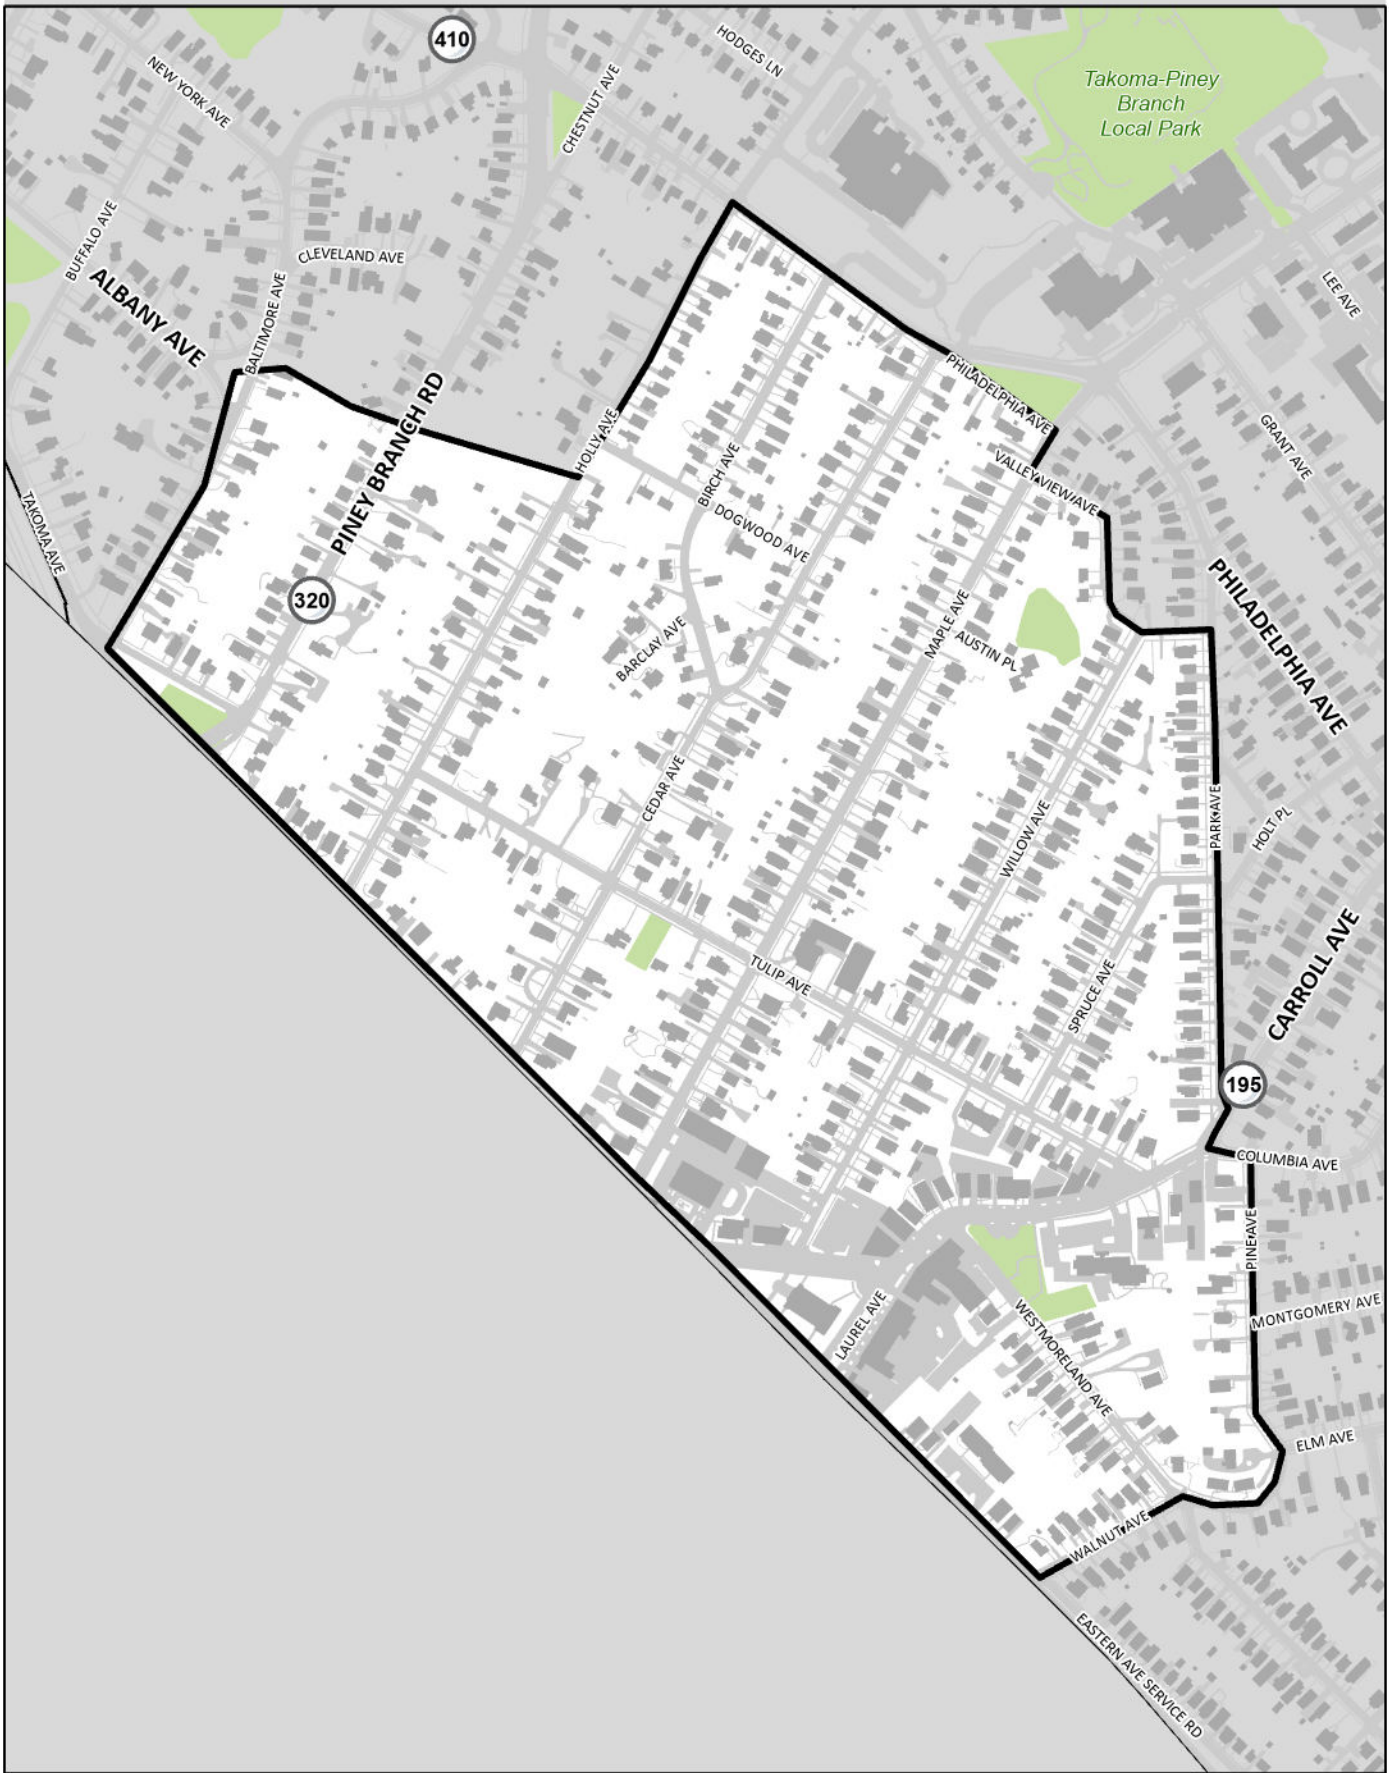 410
HODGES LN
NEW YORK AVE
CHESTNUT AVE
Takoma-Piney
Branch
Local Park
BUFFALO AVE
CLEVELAND AVE
ALBANY AVE
BALTIMORE AVE
LEE AVE
PHILADELPHIA AVE
PINEY BRANCH RD
HOLLY AVE
GRANT AVE
BIRCH AVE
VALLEY VIEW AVE
TAKOMA AVE
DOGWOOD AVE
320
PHILADELPHIA AVE
MAPLE AVE
BARCLAY AVE
AUSTIN PL
CEDAR AVE
PARK AVE
HOLT PL
WILLOW AVE
TULIP AVE
SPRUCE AVE
CARROLL AVE
195
COLUMBIA AVE
PINE AVE
LAUREL AVE
WESTMORELAND AVE
MONTGOMERY AVE
ELM AVE
WALNUT AVE
EASTERN AVE SERVICE RD